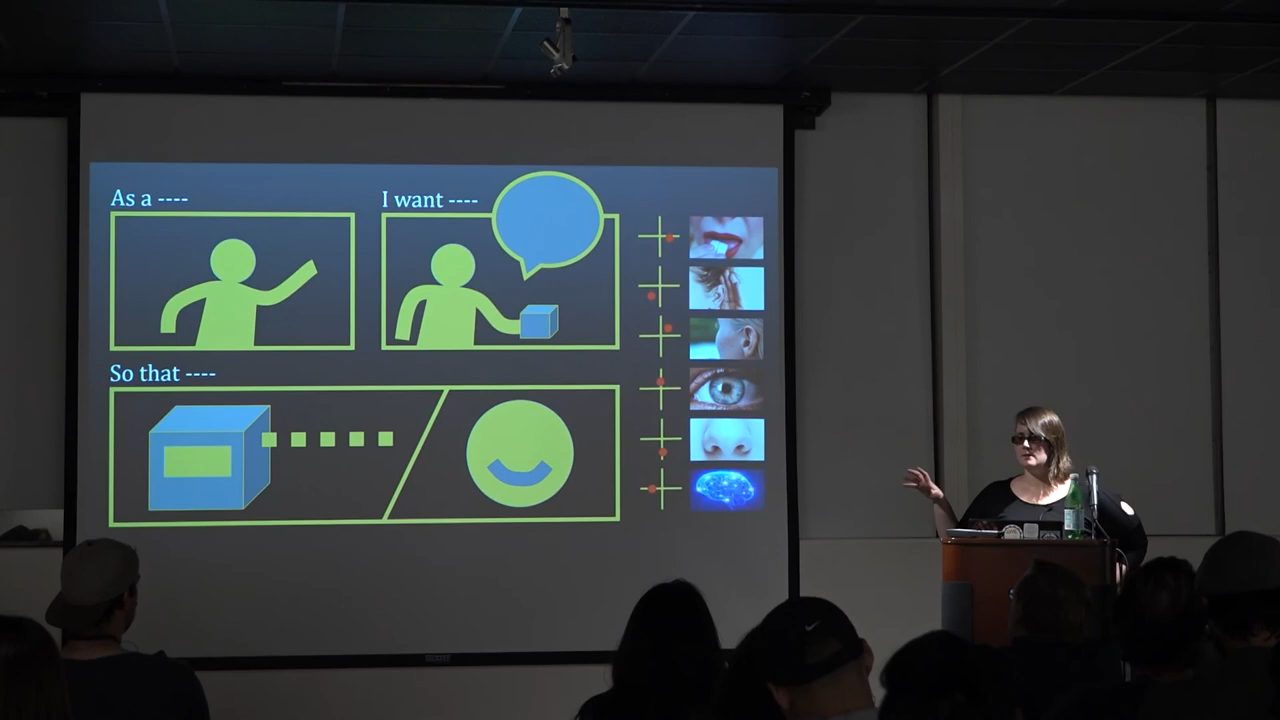 As a ----
I want ----
So that ----